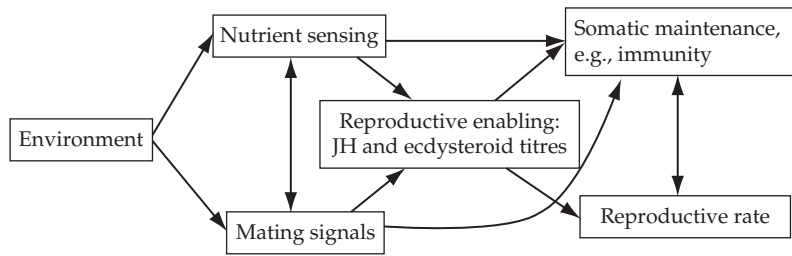 Nutrient sensing
Somatic maintenance,
e.g., immunity
Environment
Reproductive enabling:
JH and ecdysteroid titres
Mating signals
Reproductive rate